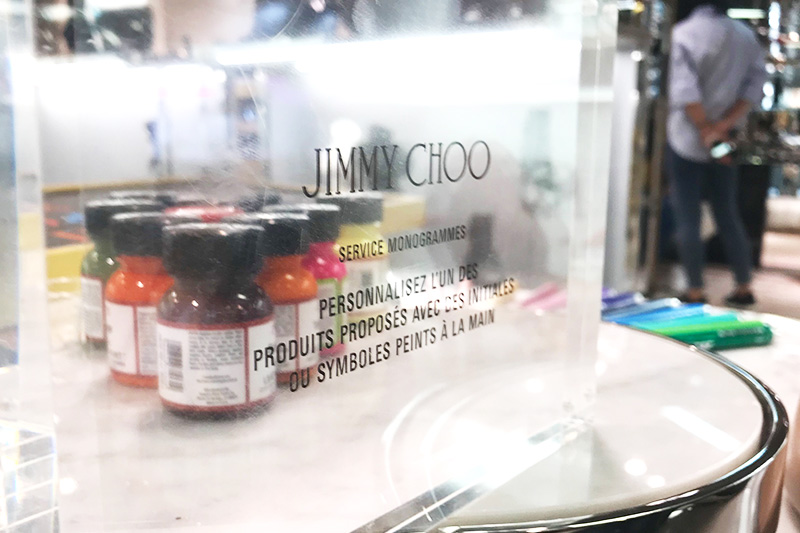 JIMMY CHOO
SERVICE MONOGRAMMES
PERSONNALISEZ L'UN DES
PRODUITS PROPOSÉS AVEC DES INITIALES
OU SYMBOLES PEINTS À LA MAIN